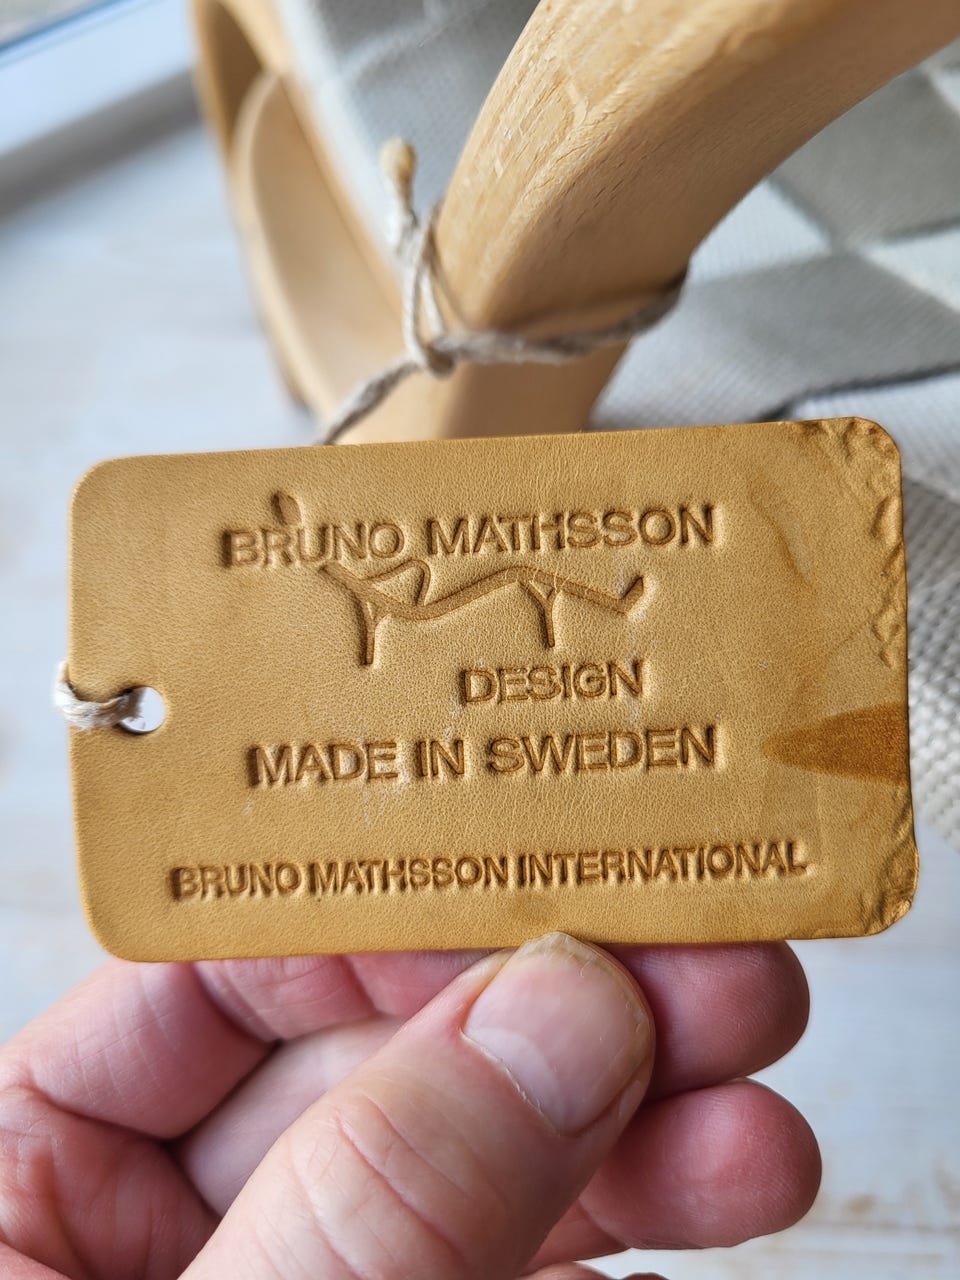 BRUNO MATHSSON
DESIGN
MADE IN SWEDEN
BRUNO MATHSSON INTERNATIONAL